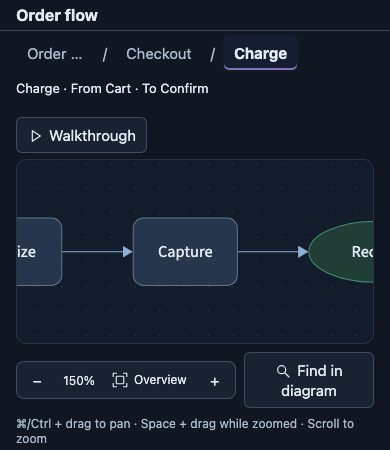 Order flow
Order ... / Checkout / Charge
Charge · From Cart · To Confirm
Walkthrough
ize Capture Rec
− 150% Overview + Find in
diagram
⌘/Ctrl + drag to pan · Space + drag while zoomed · Scroll to
zoom